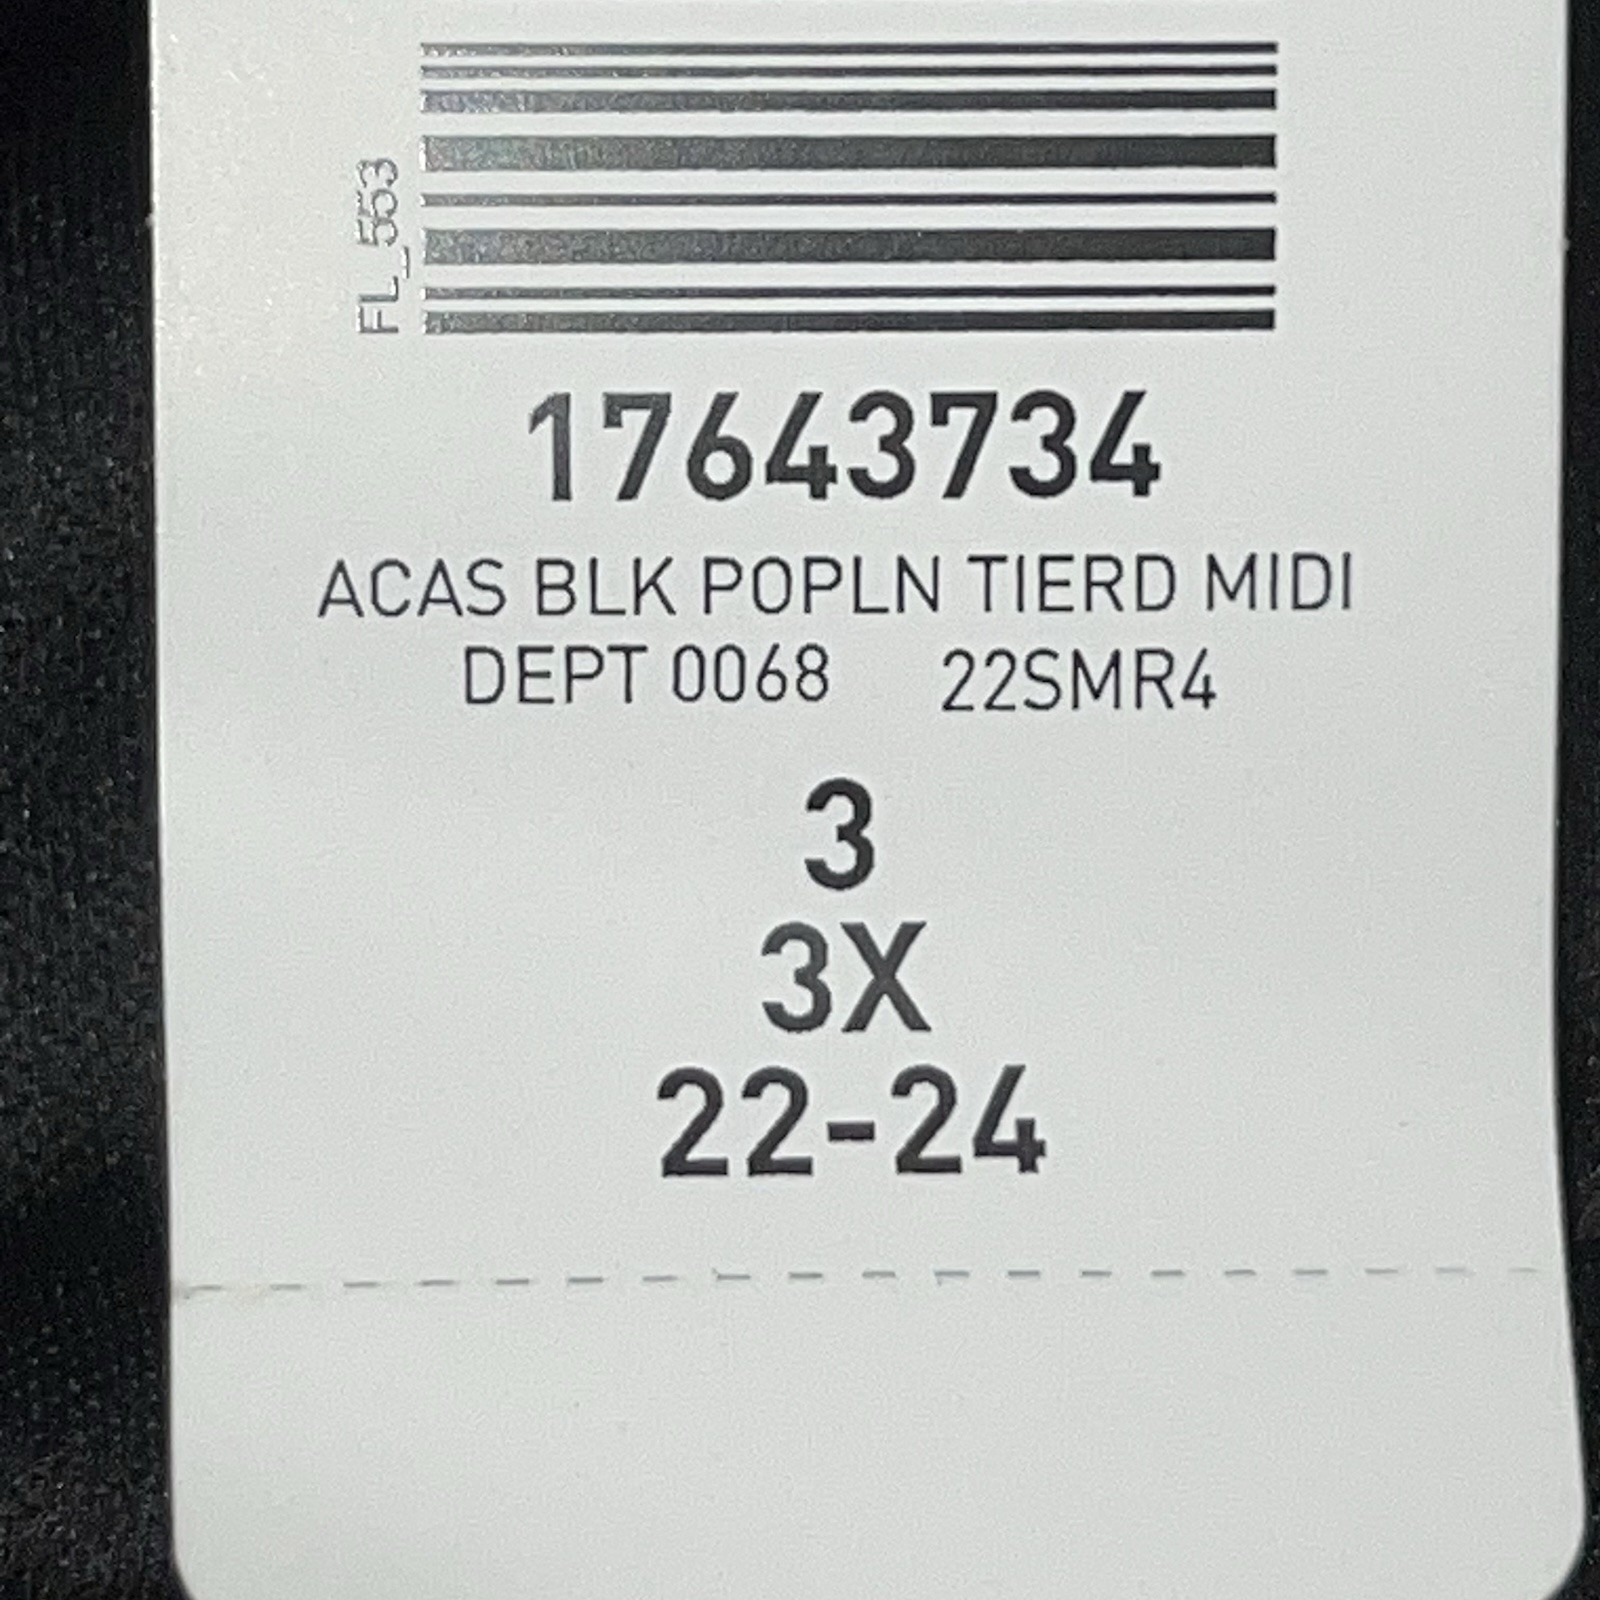 FL_553
17643734
ACAS BLK POPLN TIERD MIDI
DEPT 0068 22SMR4
3
3X
22-24